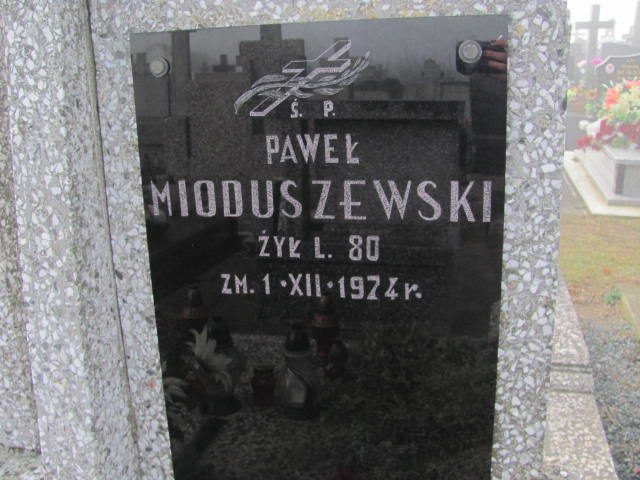 Ś. P.
PAWEŁ
MIODUSZEWSKI
ŻYŁ L. 80
ZM. 1•XII•1974 r.